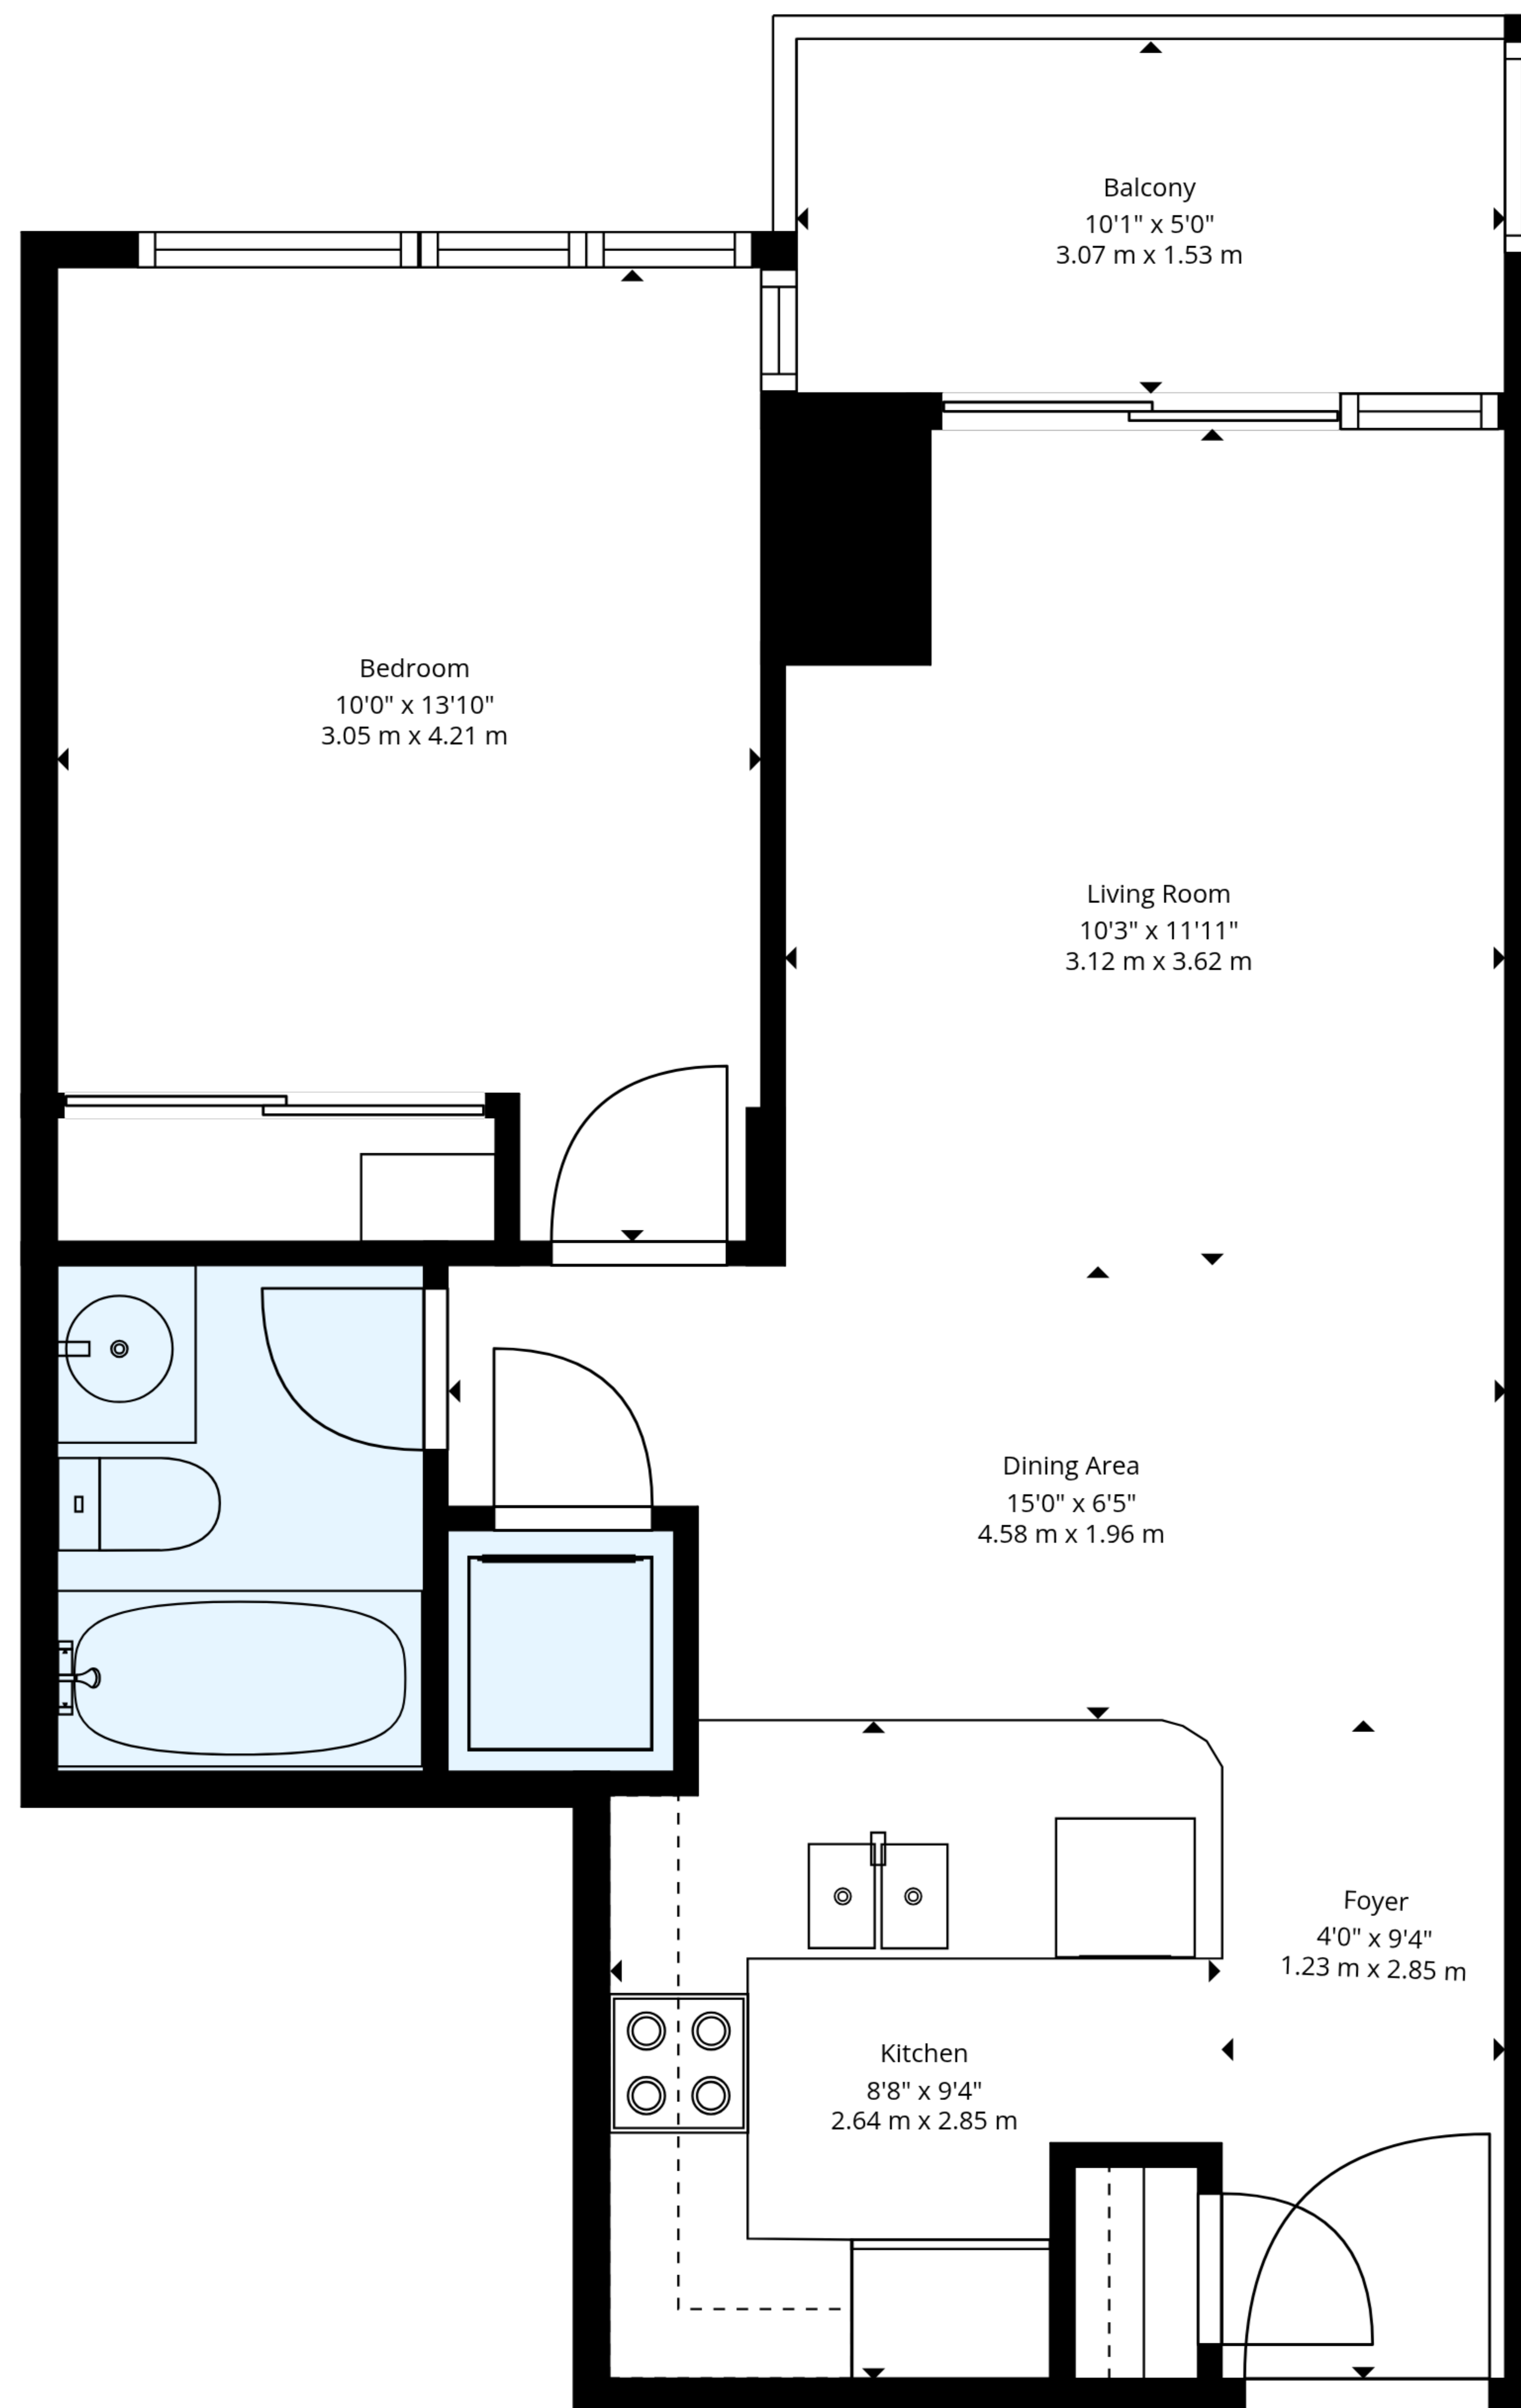 Balcony
10'1" x 5'0"
3.07 m x 1.53 m
Bedroom
10'0" x 13'10"
3.05 m x 4.21 m
Living Room
10'3" x 11'11"
3.12 m x 3.62 m
Dining Area
15'0" x 6'5"
4.58 m x 1.96 m
Foyer
4'0" x 9'4"
1.23 m x 2.85 m
Kitchen
8'8" x 9'4"
2.64 m x 2.85 m